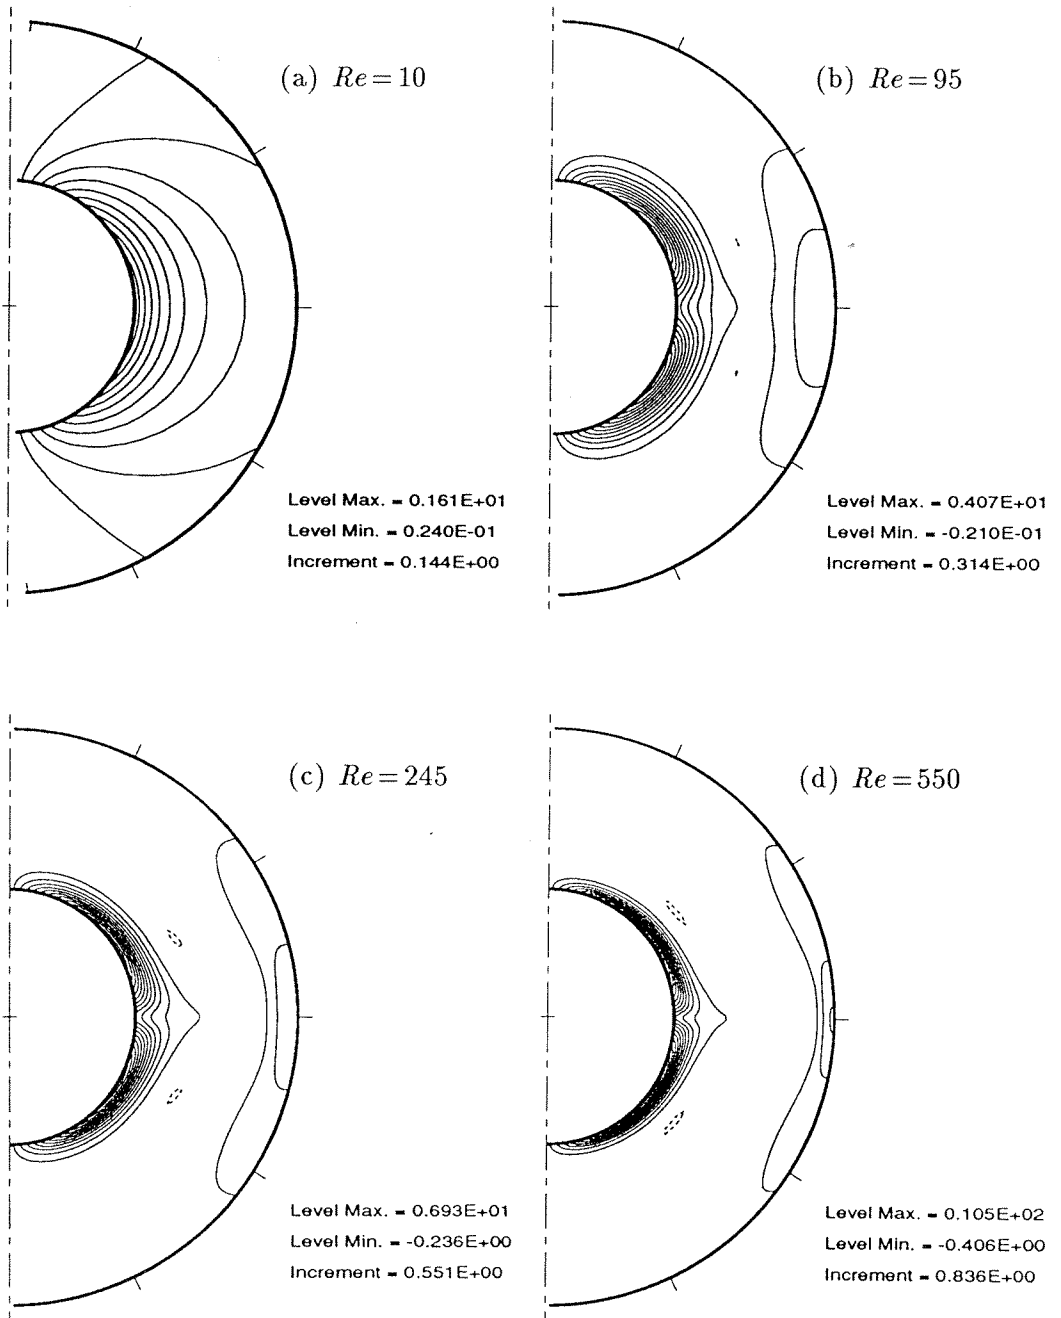 (a) Re = 10
Level Max. = 0.161E+01
Level Min. = 0.240E-01
Increment = 0.144E+00
(b) Re = 95
Level Max. = 0.407E+01
Level Min. = -0.210E-01
Increment = 0.314E+00
(c) Re = 245
Level Max. = 0.693E+01
Level Min. = -0.236E+00
Increment = 0.551E+00
(d) Re = 550
Level Max. = 0.105E+02
Level Min. = -0.406E+00
Increment = 0.836E+00